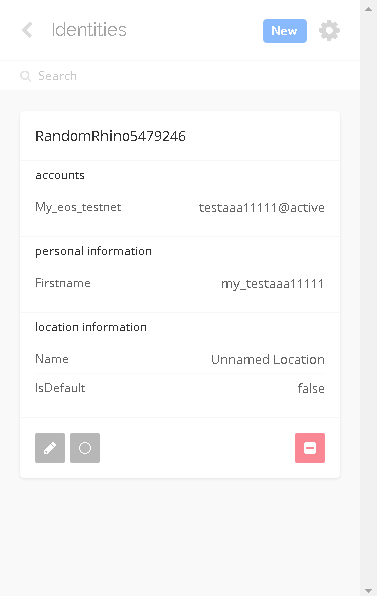 Identities
New
Search
RandomRhino5479246
accounts
My_eos_testnet testaaa11111@active
personal information
Firstname my_testaaa11111
location information
Name Unnamed Location
IsDefault false